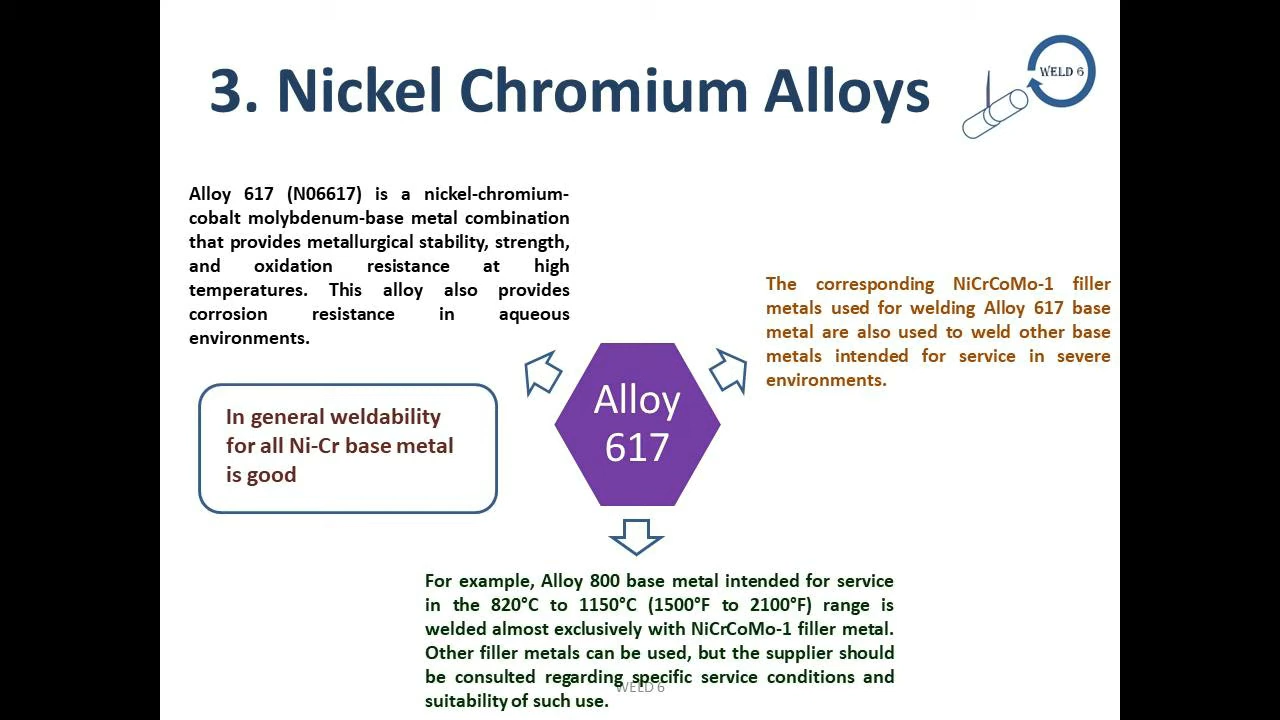 3. Nickel Chromium Alloys
WELD 6
Alloy 617 (N06617) is a nickel-chromium-
cobalt molybdenum-base metal combination
that provides metallurgical stability, strength,
and oxidation resistance at high
temperatures. This alloy also provides
corrosion resistance in aqueous
environments.
The corresponding NiCrCoMo-1 filler
metals used for welding Alloy 617 base
metal are also used to weld other base
metals intended for service in severe
environments.
In general weldability
for all Ni-Cr base metal
is good
Alloy
617
For example, Alloy 800 base metal intended for service
in the 820°C to 1150°C (1500°F to 2100°F) range is
welded almost exclusively with NiCrCoMo-1 filler metal.
Other filler metals can be used, but the supplier should
be consulted regarding specific service conditions and
WELD 6
suitability of such use.